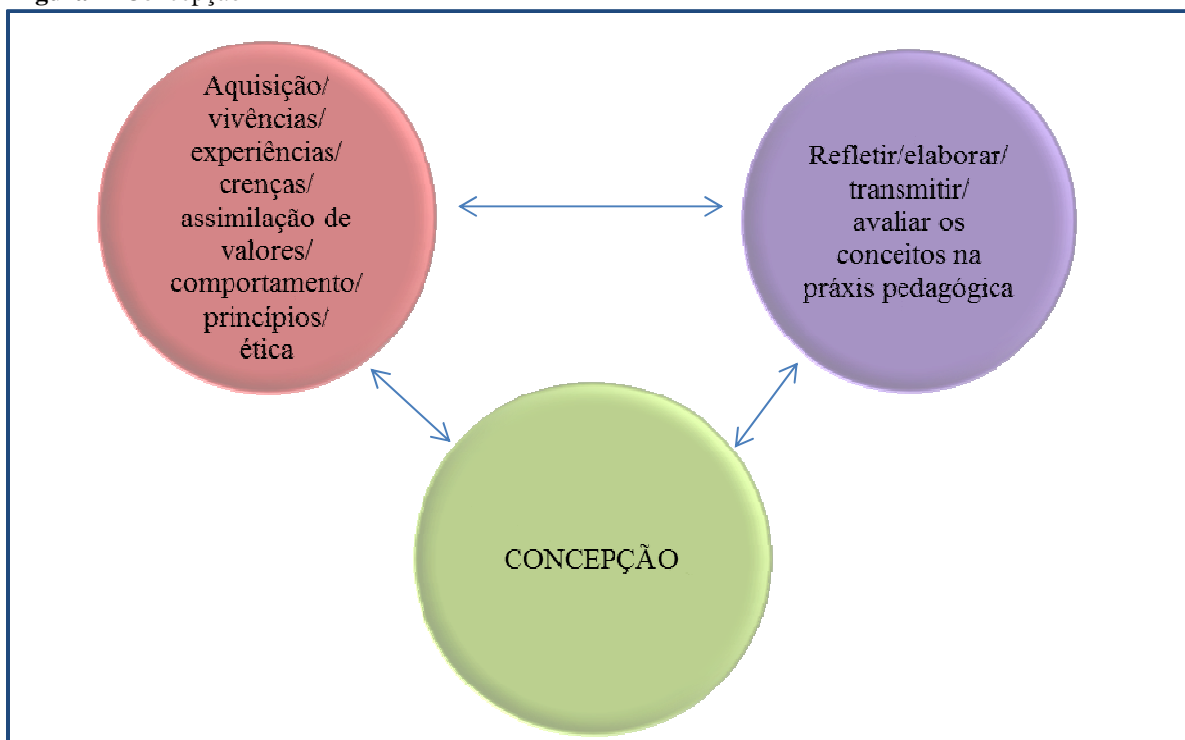 Aquisição/
vivências/
experiências/
crenças/
assimilação de
valores/
comportamento/
princípios/
ética
Refletir/elaborar/
transmitir/
avaliar os
conceitos na
práxis pedagógica
CONCEPÇÃO